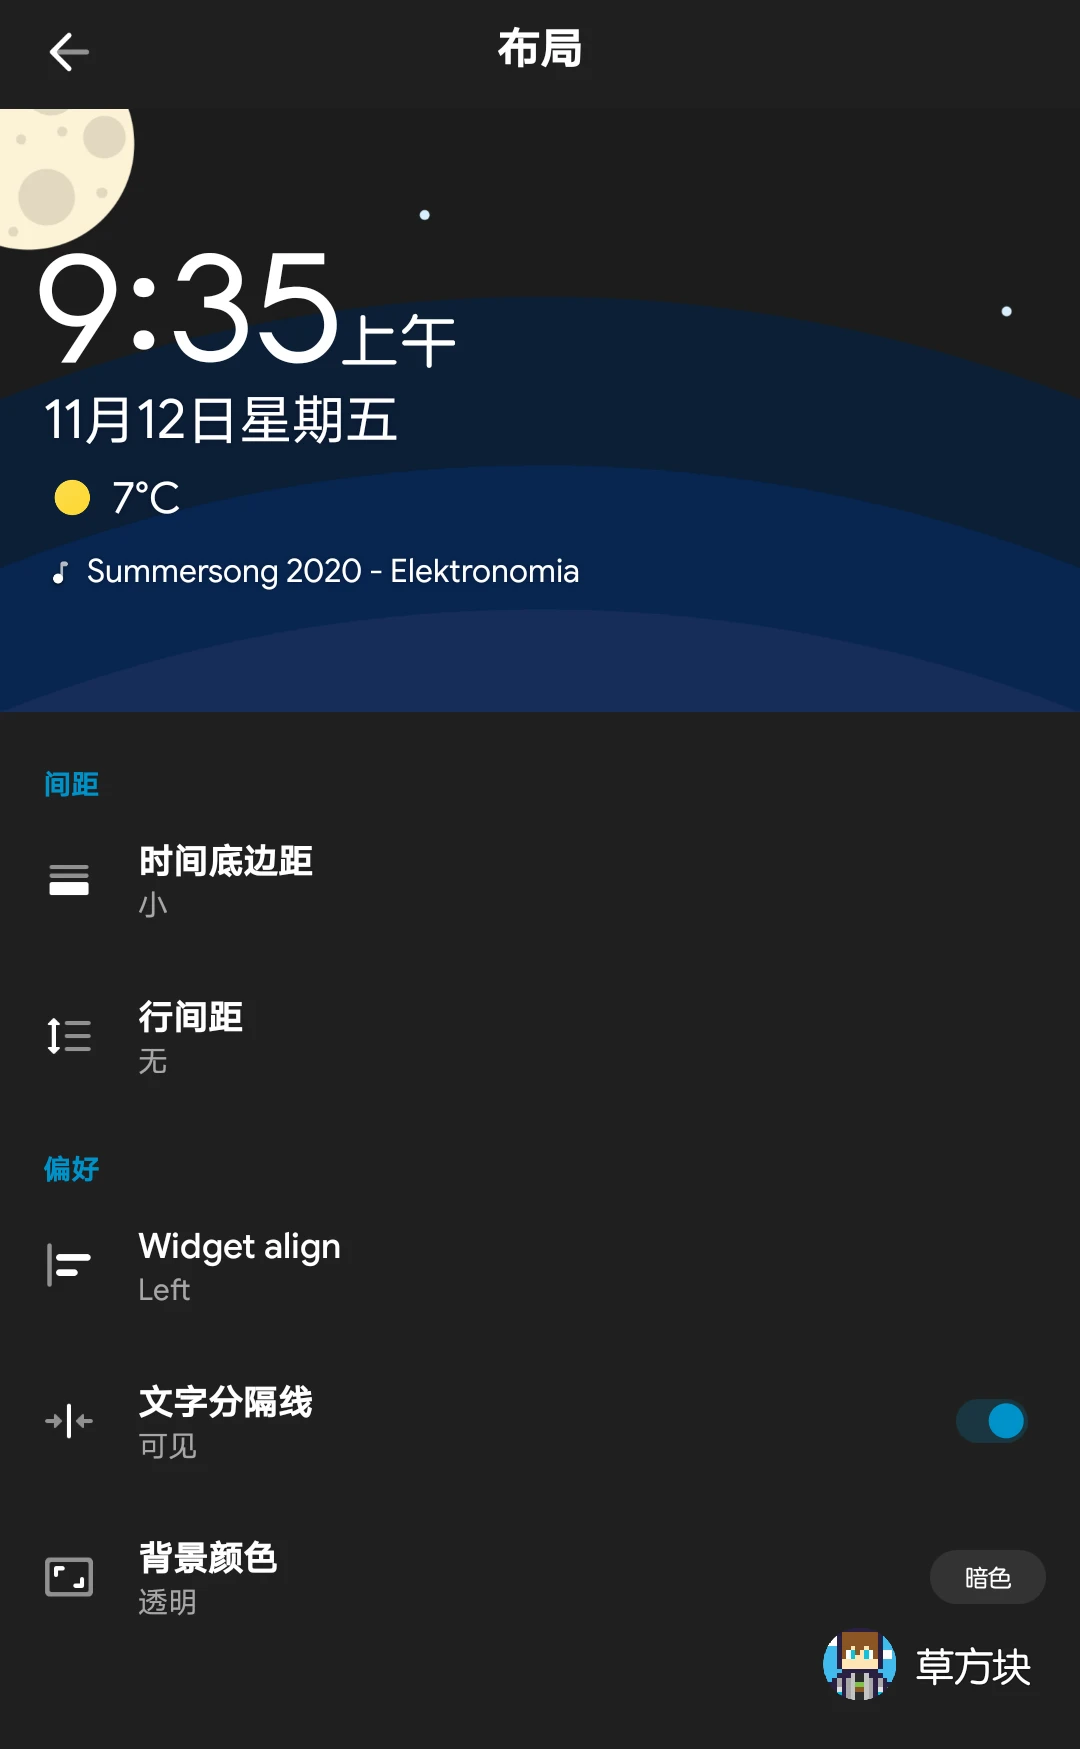 布局
9:35上午
11月12日星期五
7°C
Summersong 2020 - Elektronomia
间距
时间底边距
小
行间距
无
偏好
Widget align
Left
文字分隔线
可见
背景颜色
透明
暗色
草方块